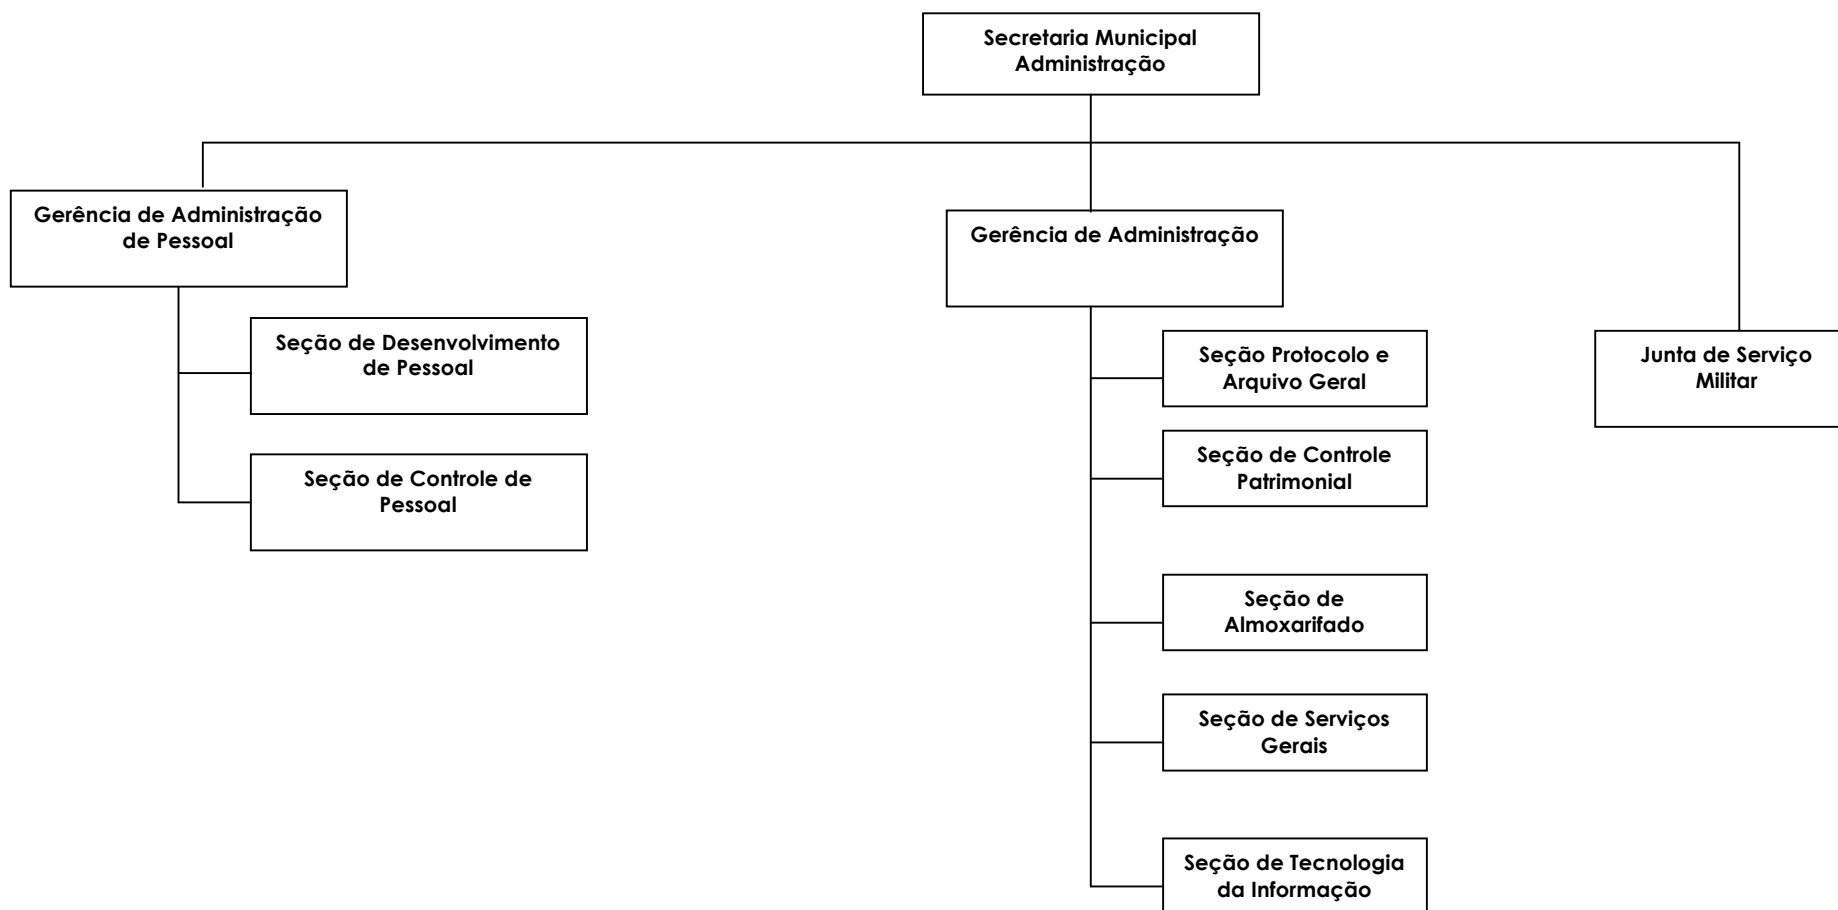 Secretaria Municipal
Administração
Gerência de Administração
de Pessoal
Gerência de Administração
Seção de Desenvolvimento
de Pessoal
Seção de Controle de
Pessoal
Seção Protocolo e
Arquivo Geral
Seção de Controle
Patrimonial
Seção de
Almoxarifado
Seção de Serviços
Gerais
Seção de Tecnologia
da Informação
Junta de Serviço
Militar